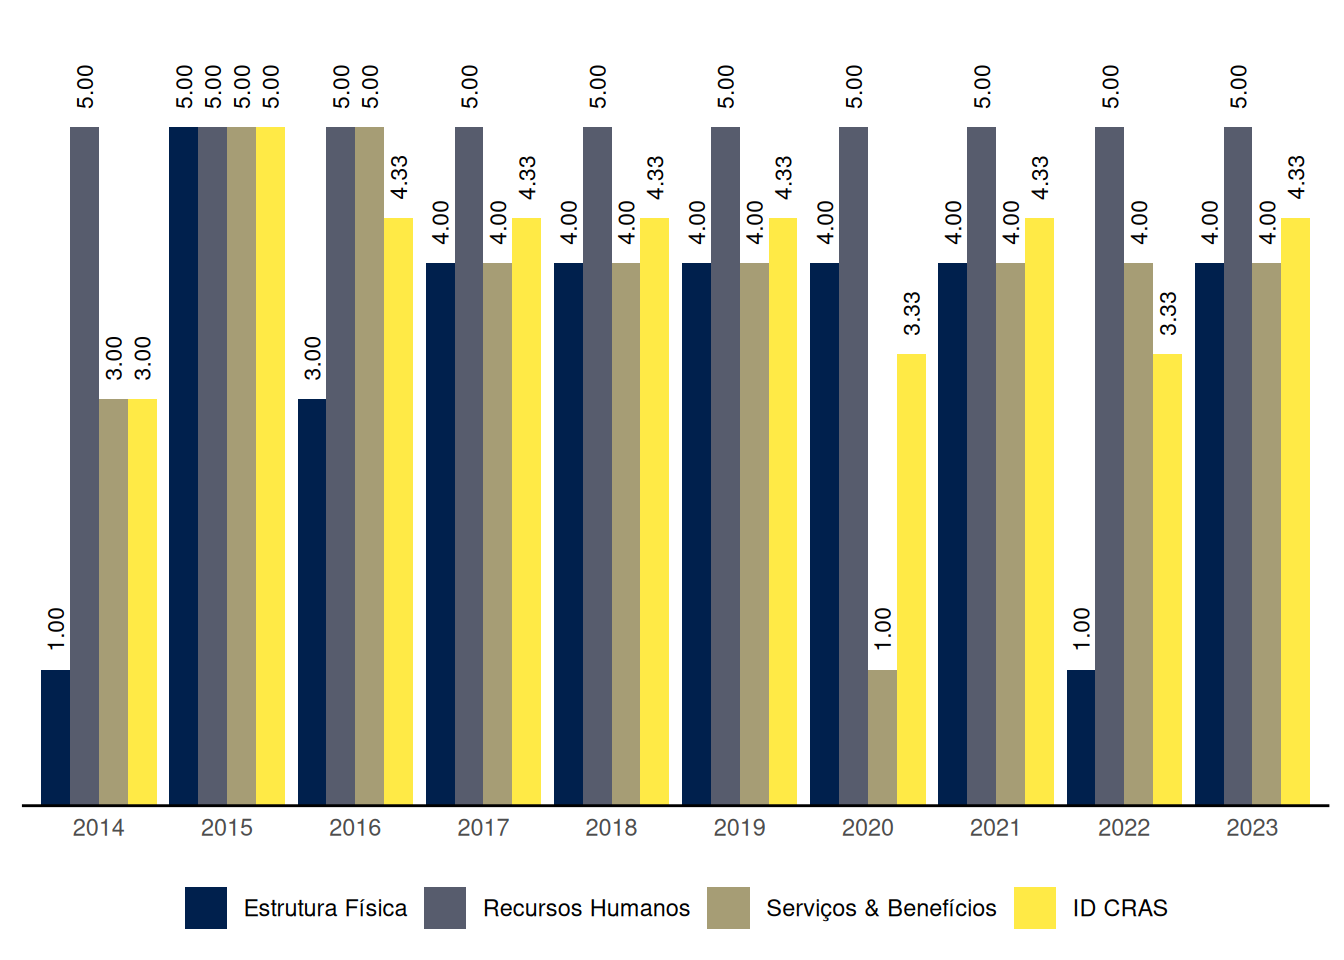 5.00 5.00 5.00 5.00 5.00 5.00 5.00 5.00 5.00 5.00 5.00 5.00 5.00 5.00
4.33 4.33 4.33 4.33 4.33 4.33
4.00 4.00 4.00 4.00 4.00 4.00 4.00 4.00 4.00 4.00 4.00 4.00
3.33 3.33
3.00 3.00 3.00
1.00 1.00 1.00
2014 2015 2016 2017 2018 2019 2020 2021 2022 2023
Estrutura Física Recursos Humanos Serviços & Benefícios ID CRAS